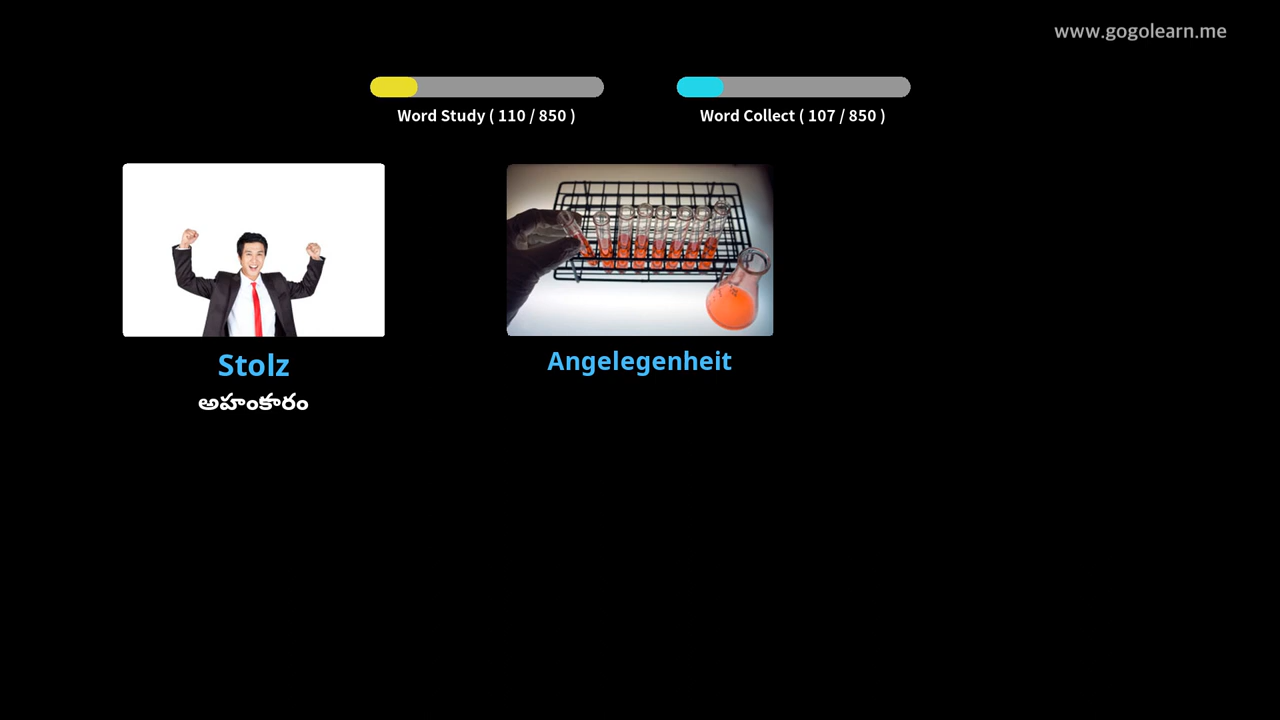 www.gogolearn.me
Word Study ( 110 / 850 )
Word Collect ( 107 / 850 )
Stolz
అహంకారం
Angelegenheit